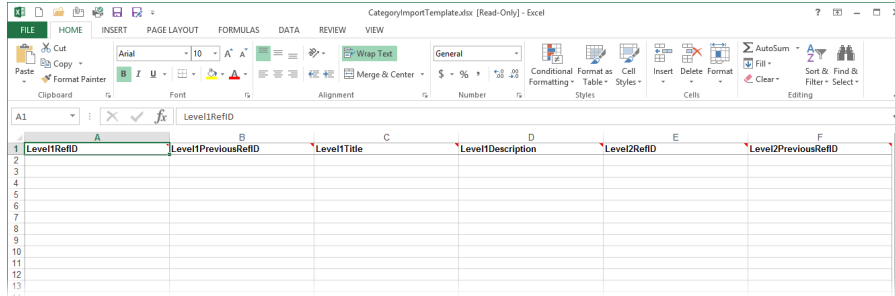 CategoryImportTemplate.xlsx [Read-Only] - Excel
FILE HOME INSERT PAGE LAYOUT FORMULAS DATA REVIEW VIEW
Paste
Cut
Copy
Format Painter
Clipboard
Arial 10
B I U
Font
Wrap Text
Merge & Center
Alignment
General
$ % ,
Number
Conditional Formatting
Format as Table
Cell Styles
Styles
Insert Delete Format
Cells
AutoSum
Fill
Clear
Sort & Filter
Find & Select
Editing
A1 fx Level1RefID
A B C D E F
1 Level1RefID Level1PreviousRefID Level1Title Level1Description Level2RefID Level2PreviousRefID
2
3
4
5
6
7
8
9
10
11
12
13